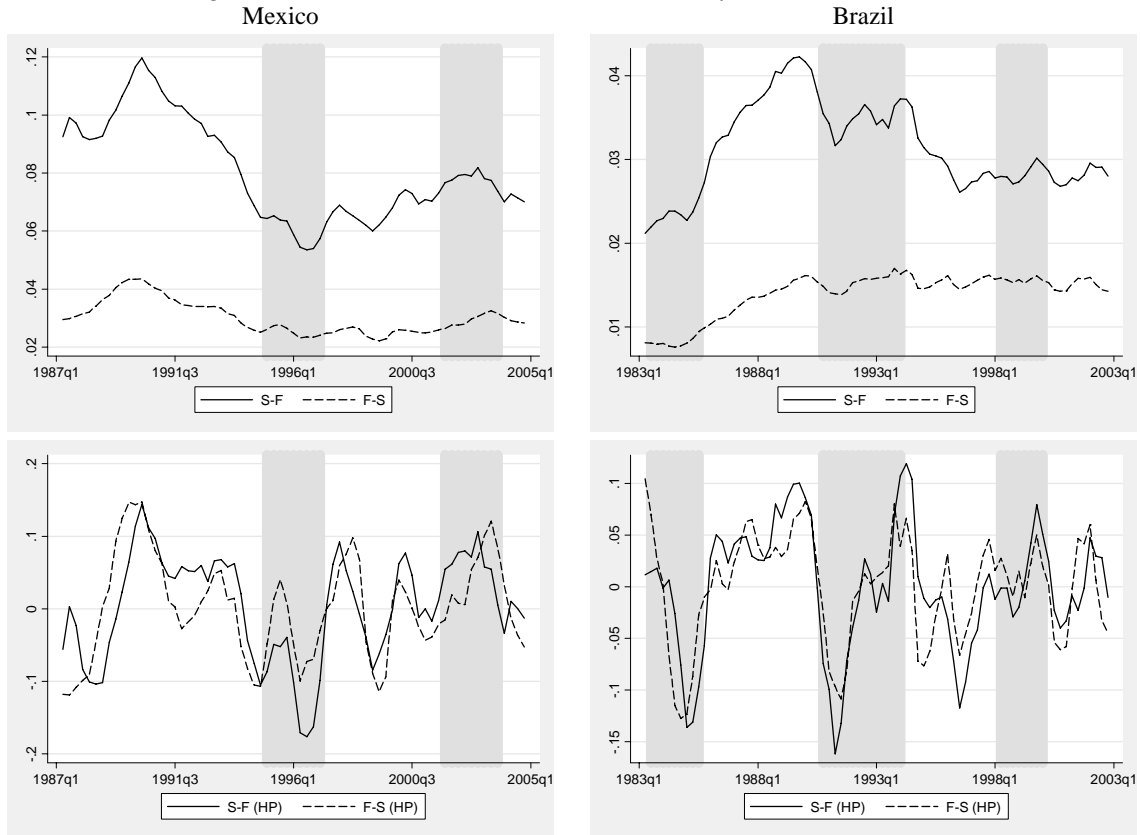 Mexico
Brazil
.12
.1
.08
.06
.04
.02
1987q1 1991q3 1996q1 2000q3 2005q1
S-F F-S
.04
.03
.02
.01
1983q1 1988q1 1993q1 1998q1 2003q1
S-F F-S
.2
.1
0
-.1
-.2
1987q1 1991q3 1996q1 2000q3 2005q1
S-F (HP) F-S (HP)
.1
.05
0
-.05
-.1
-.15
1983q1 1988q1 1993q1 1998q1 2003q1
S-F (HP) F-S (HP)